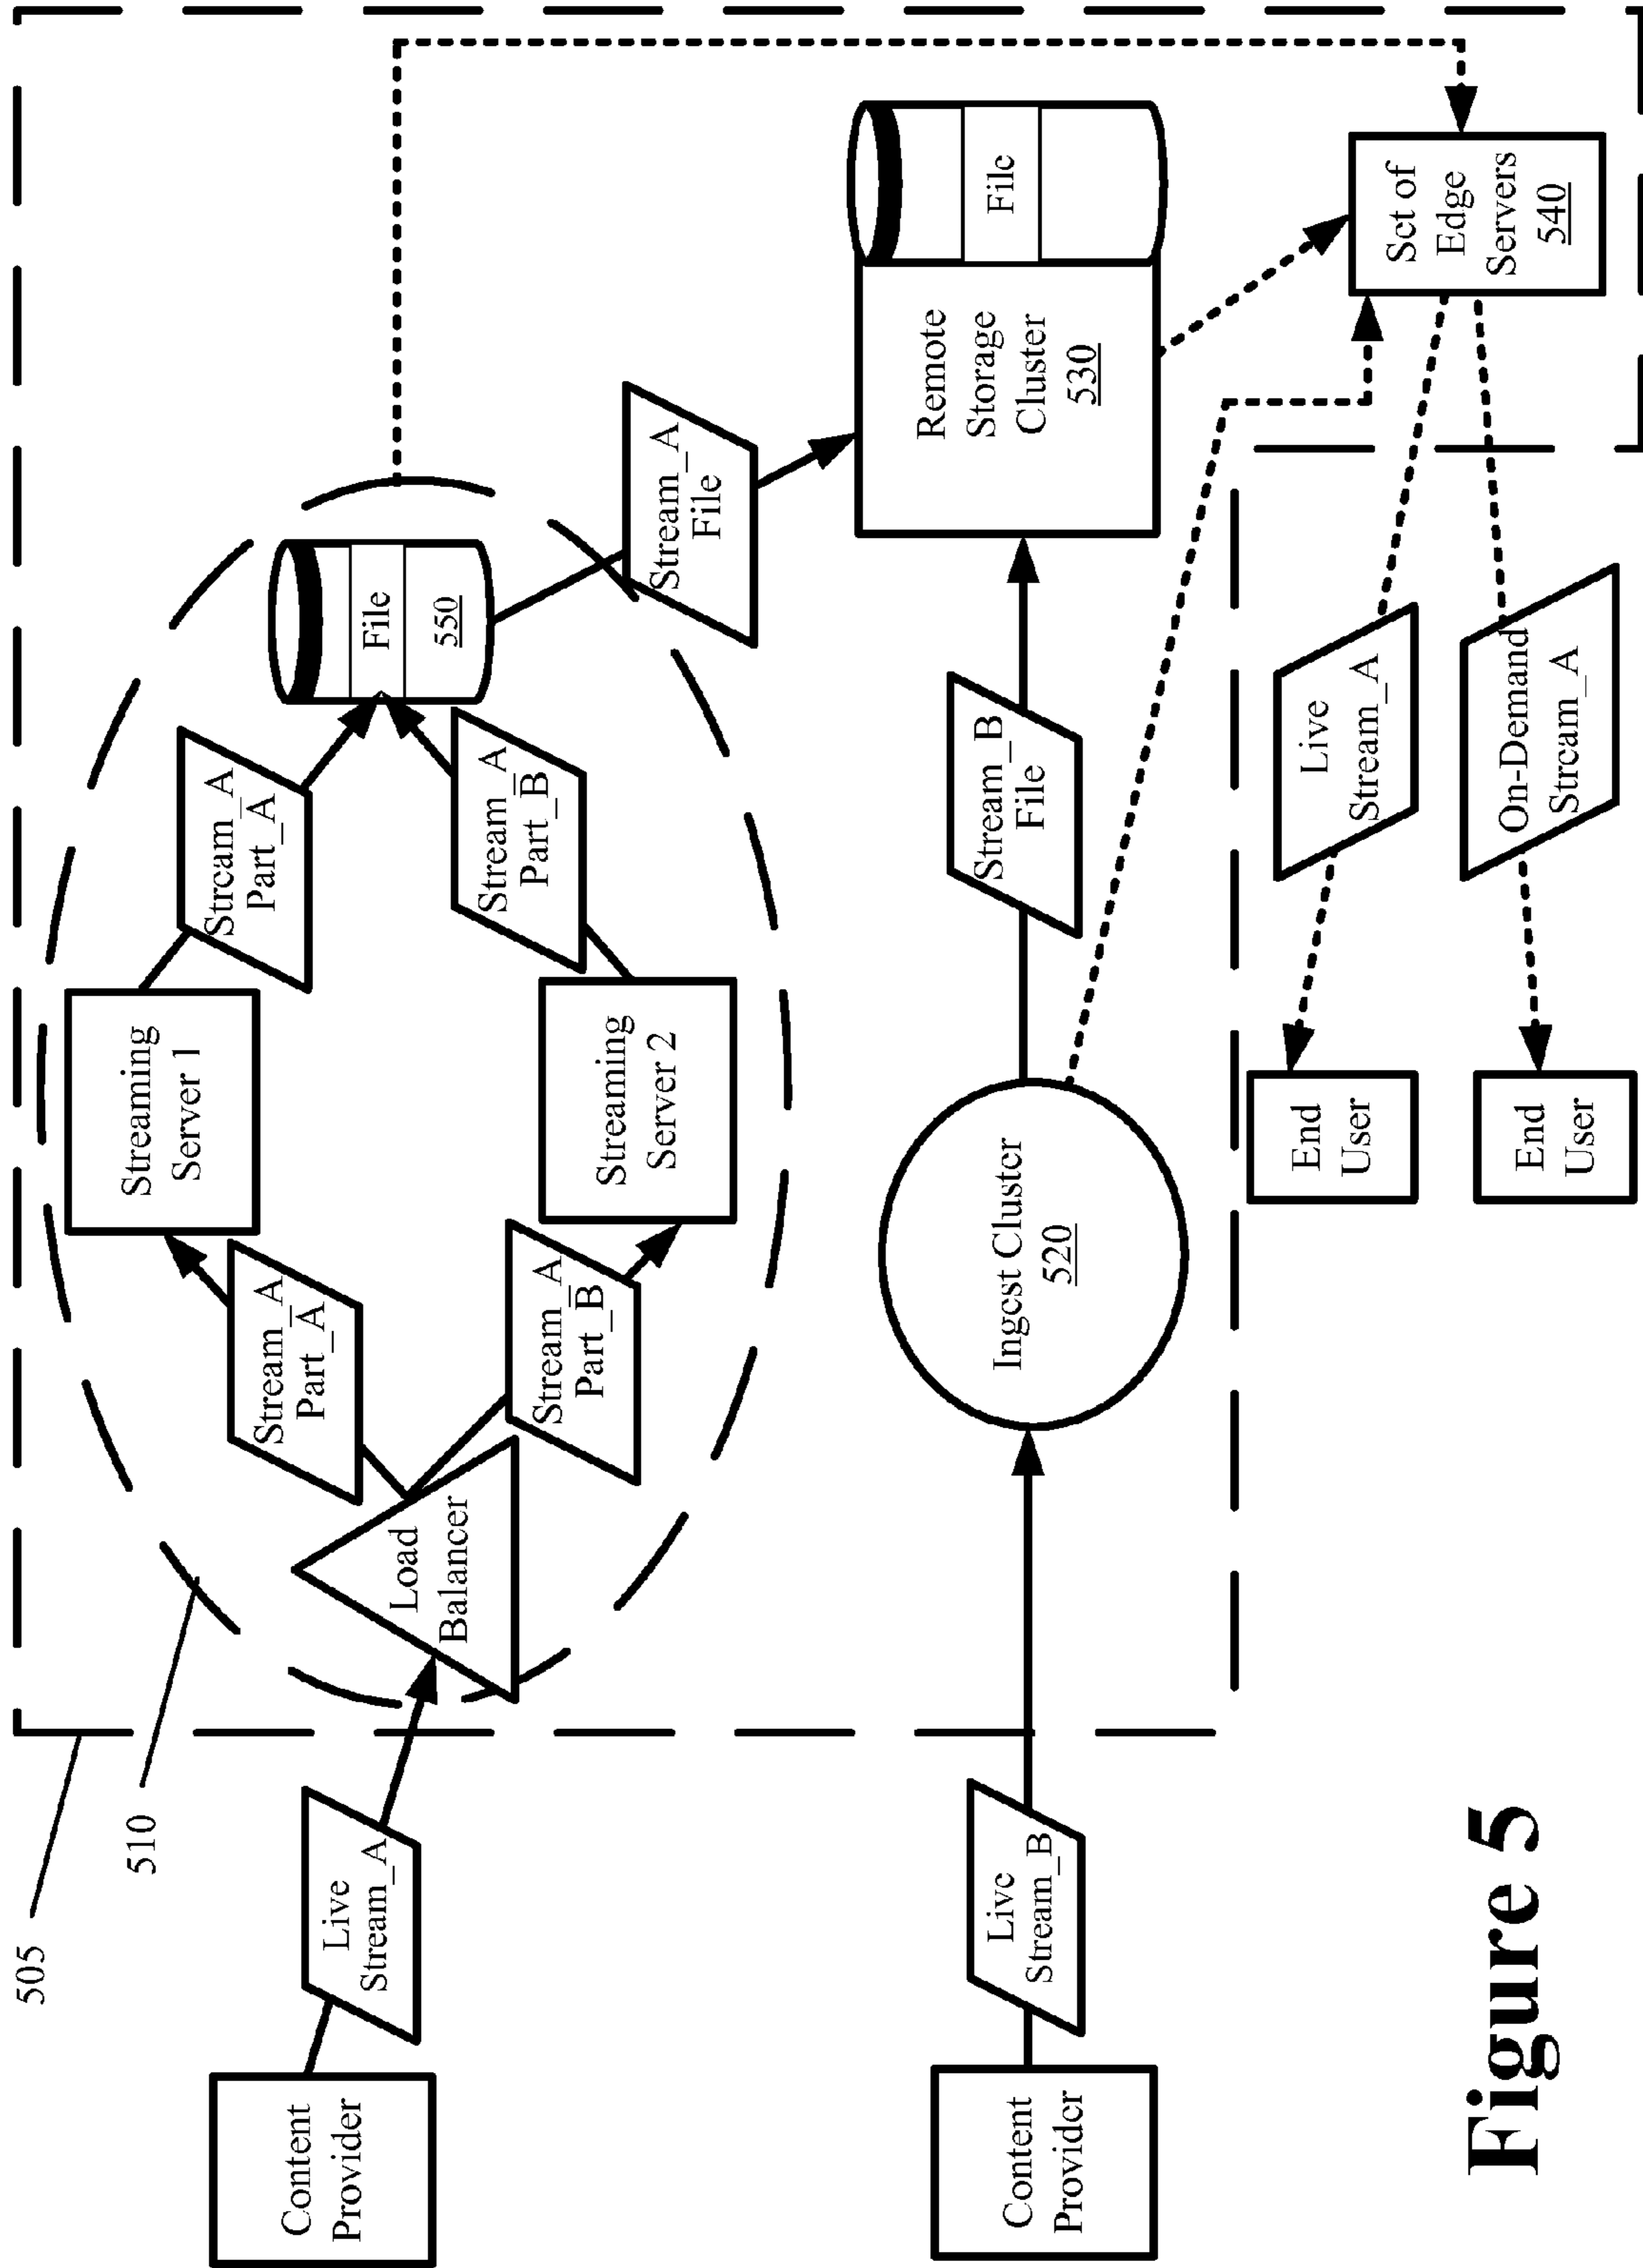 505
510
Content
Provider
Live
Stream_A
Load
Balancer
Stream_A
Part_A
Stream_A
Part_B
Streaming
Server 1
Streaming
Server 2
Stream_A
Part_A
Stream_A
Part_B
File
550
Stream_A
File
Content
Provider
Live
Stream_B
Ingest Cluster
520
Stream_B
File
Remote
Storage
Cluster
530
File
End
User
Live
Stream_A
End
User
On-Demand
Stream_A
Set of
Edge
Servers
540
Figure 5